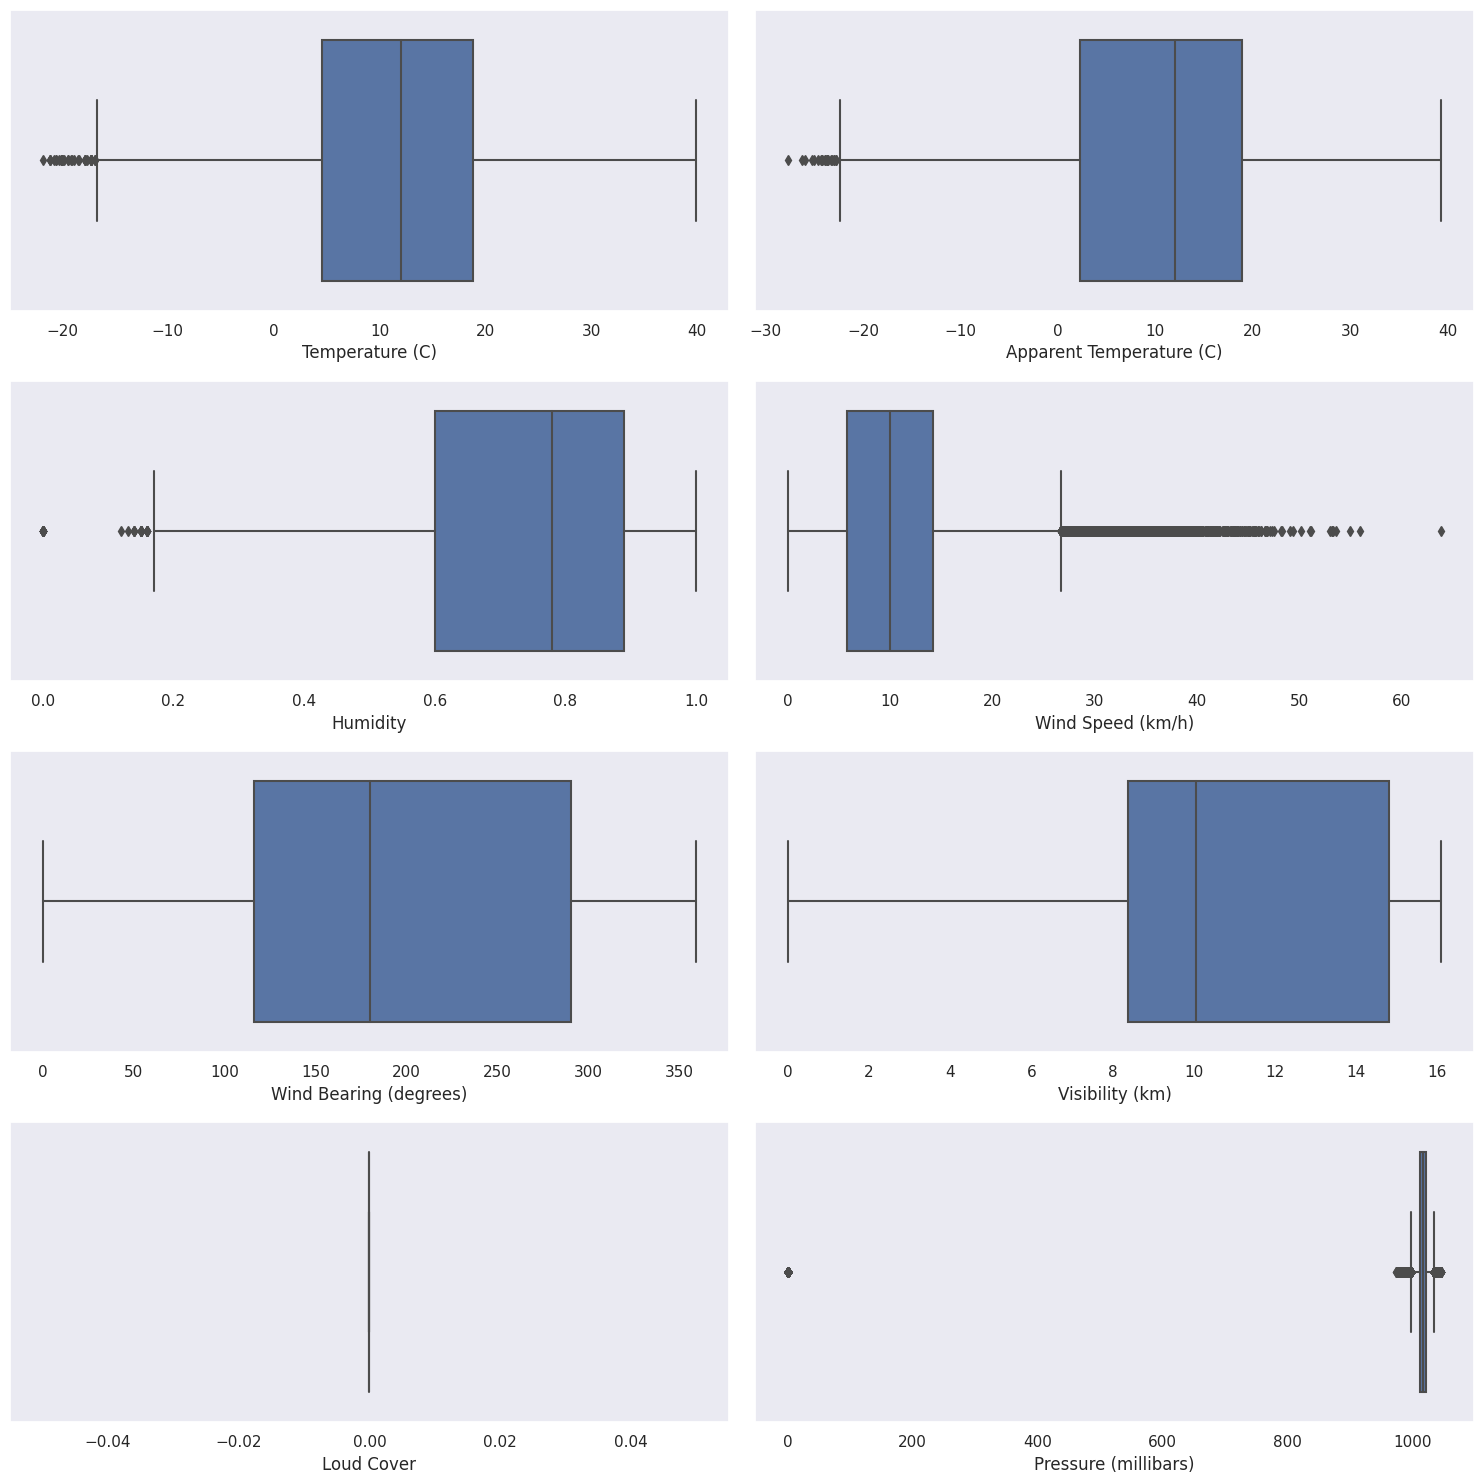 −20 −10 0 10 20 30 40
Temperature (C)
−30 −20 −10 0 10 20 30 40
Apparent Temperature (C)
0.0 0.2 0.4 0.6 0.8 1.0
Humidity
0 10 20 30 40 50 60
Wind Speed (km/h)
0 50 100 150 200 250 300 350
Wind Bearing (degrees)
0 2 4 6 8 10 12 14 16
Visibility (km)
−0.04 −0.02 0.00 0.02 0.04
Loud Cover
0 200 400 600 800 1000
Pressure (millibars)